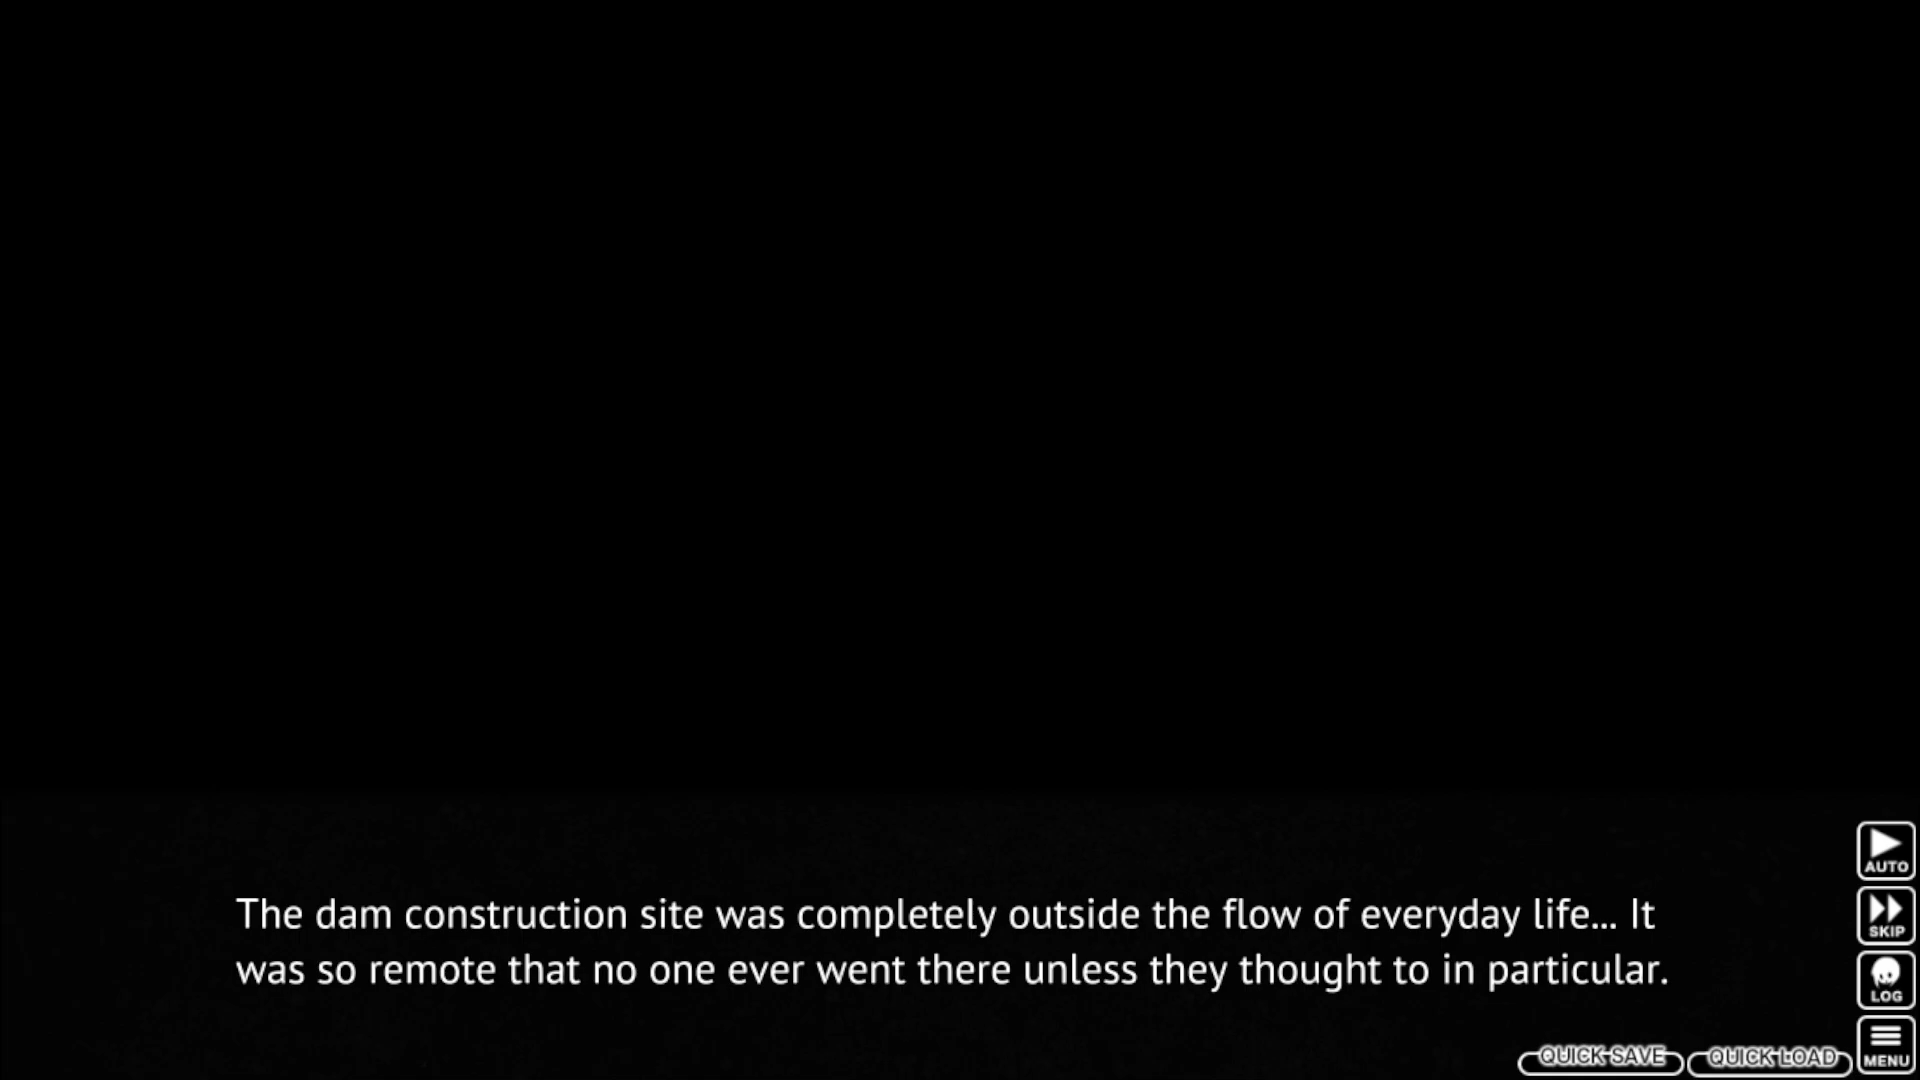 The dam construction site was completely outside the flow of everyday life... It
was so remote that no one ever went there unless they thought to in particular.
AUTO
SKIP
LOG
MENU
QUICK SAVE
QUICK LOAD